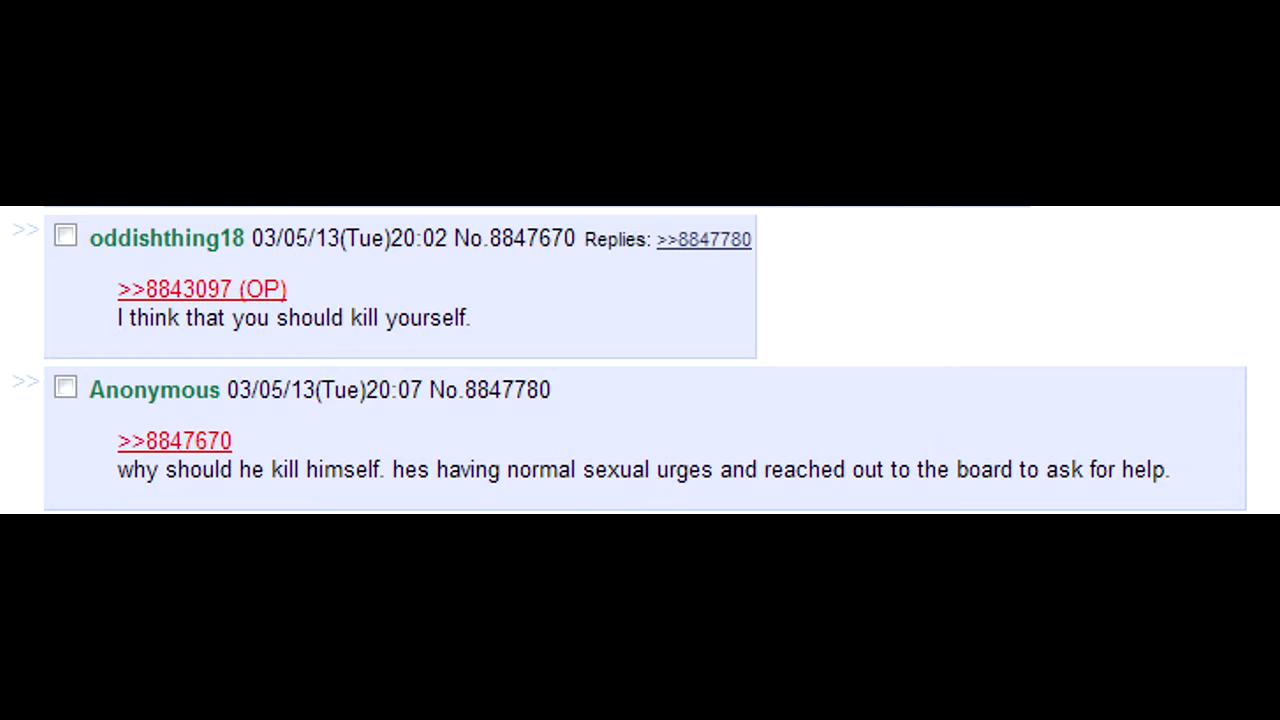 >> oddishthing18 03/05/13(Tue)20:02 No.8847670 Replies: >>8847780
>>8843097 (OP)
I think that you should kill yourself.
>> Anonymous 03/05/13(Tue)20:07 No.8847780
>>8847670
why should he kill himself. hes having normal sexual urges and reached out to the board to ask for help.